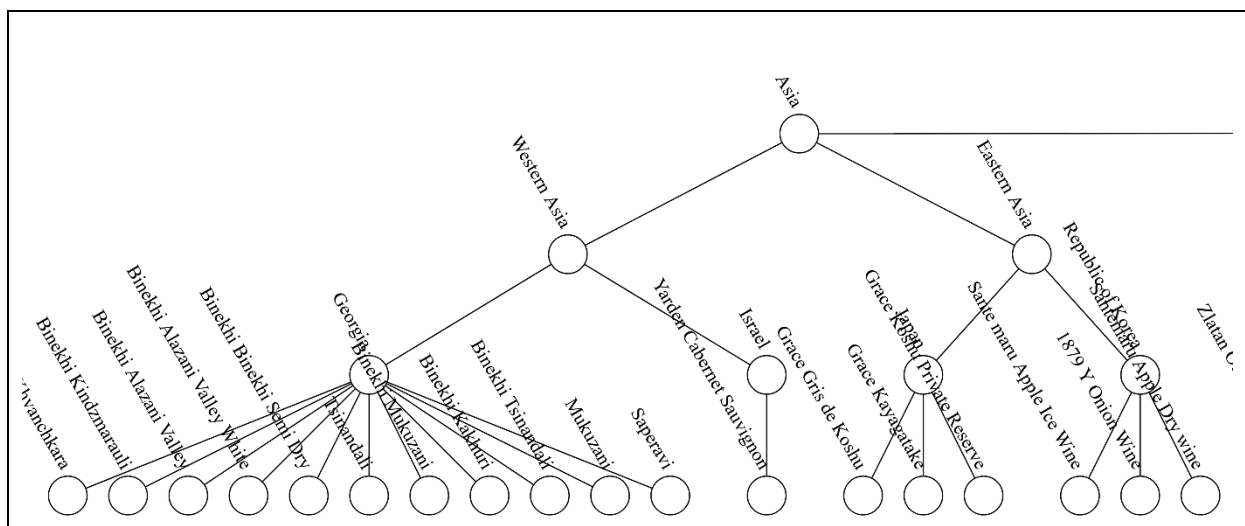 Asia
Western Asia
Eastern Asia
Georgia
Israel
Japan
Republic of Korea
hvanchkara
Binekhi Kindzmarauli
Binekhi Alazani Valley
Binekhi Alazani Valley White
Binekhi Binekhi Semi Dry
Tsinandali
Binekhi Mukuzani
Binekhi Kakhuri
Binekhi Tsinandali
Mukuzani
Saperavi
Yarden Cabernet Sauvignon
Grace Gris de Koshu
Grace Kayagatake
Grace Koshu Private Reserve
Sante maru Apple Ice Wine
1879 Y Onion Wine
Santemaru Apple Dry wine
Zlatan